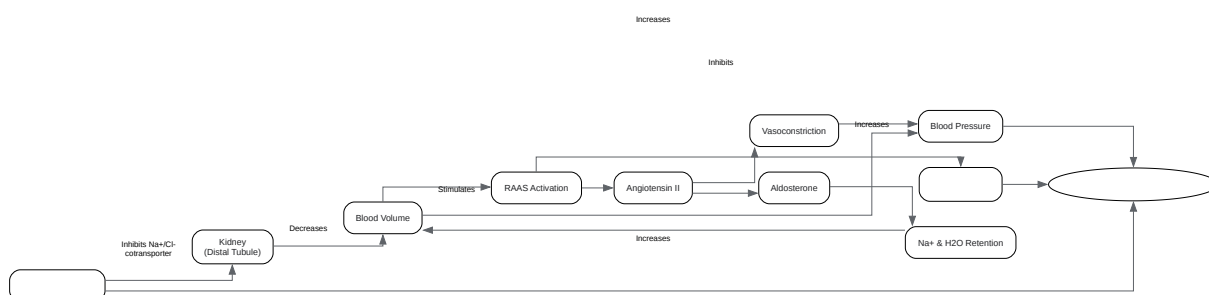 Increases
Inhibits
Vasoconstriction
Increases
Blood Pressure
Stimulates
RAAS Activation
Angiotensin II
Aldosterone
Blood Volume
Decreases
Inhibits Na+/Cl-
cotransporter
Kidney
(Distal Tubule)
Increases
Na+ & H2O Retention